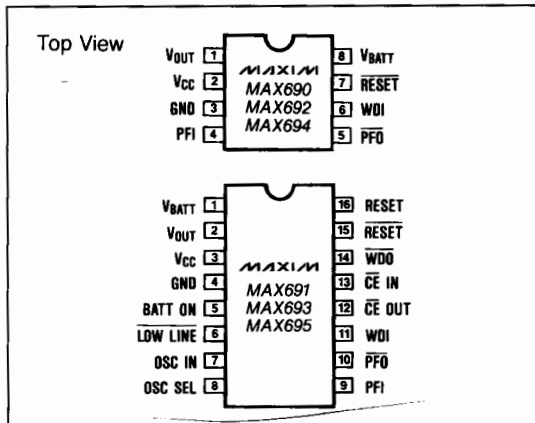 Top View
VOUT 1
VCC 2
GND 3
PFI 4
MAXIM
MAX690
MAX692
MAX694
8 VBATT
7 RESET
6 WDI
5 PFO
VBATT 1
VOUT 2
VCC 3
GND 4
BATT ON 5
LOW LINE 6
OSC IN 7
OSC SEL 8
MAXIM
MAX691
MAX693
MAX695
16 RESET
15 RESET
14 WDO
13 CE IN
12 CE OUT
11 WDI
10 PFO
9 PFI